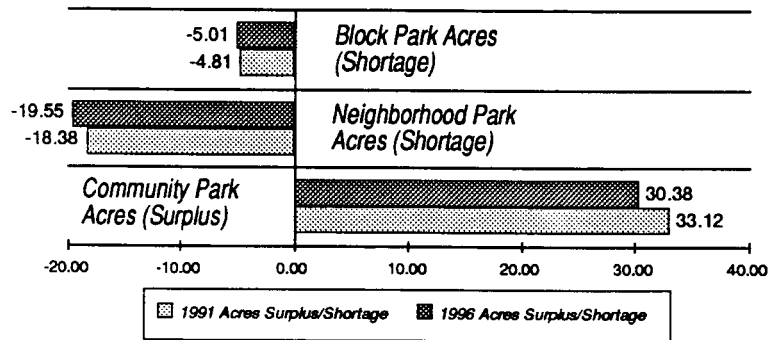 -5.01
Block Park Acres
-4.81
(Shortage)
-19.55
Neighborhood Park
-18.38
Acres (Shortage)
Community Park
30.38
Acres (Surplus)
33.12
-20.00 -10.00 0.00 10.00 20.00 30.00 40.00
1991 Acres Surplus/Shortage 1996 Acres Surplus/Shortage